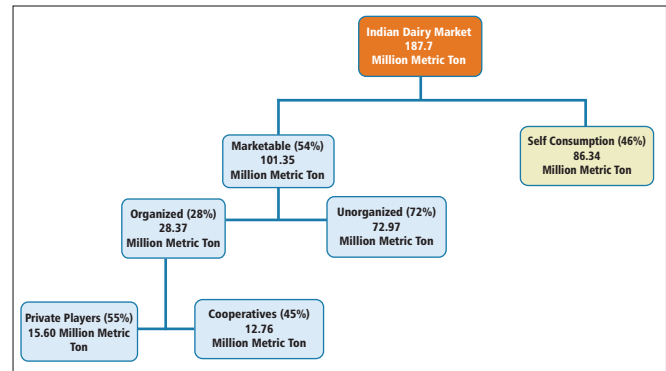 Indian Dairy Market
187.7
Million Metric Ton
Marketable (54%)
101.35
Million Metric Ton
Self Consumption (46%)
86.34
Million Metric Ton
Organized (28%)
28.37
Million Metric Ton
Unorganized (72%)
72.97
Million Metric Ton
Private Players (55%)
15.60 Million Metric
Ton
Cooperatives (45%)
12.76
Million Metric Ton